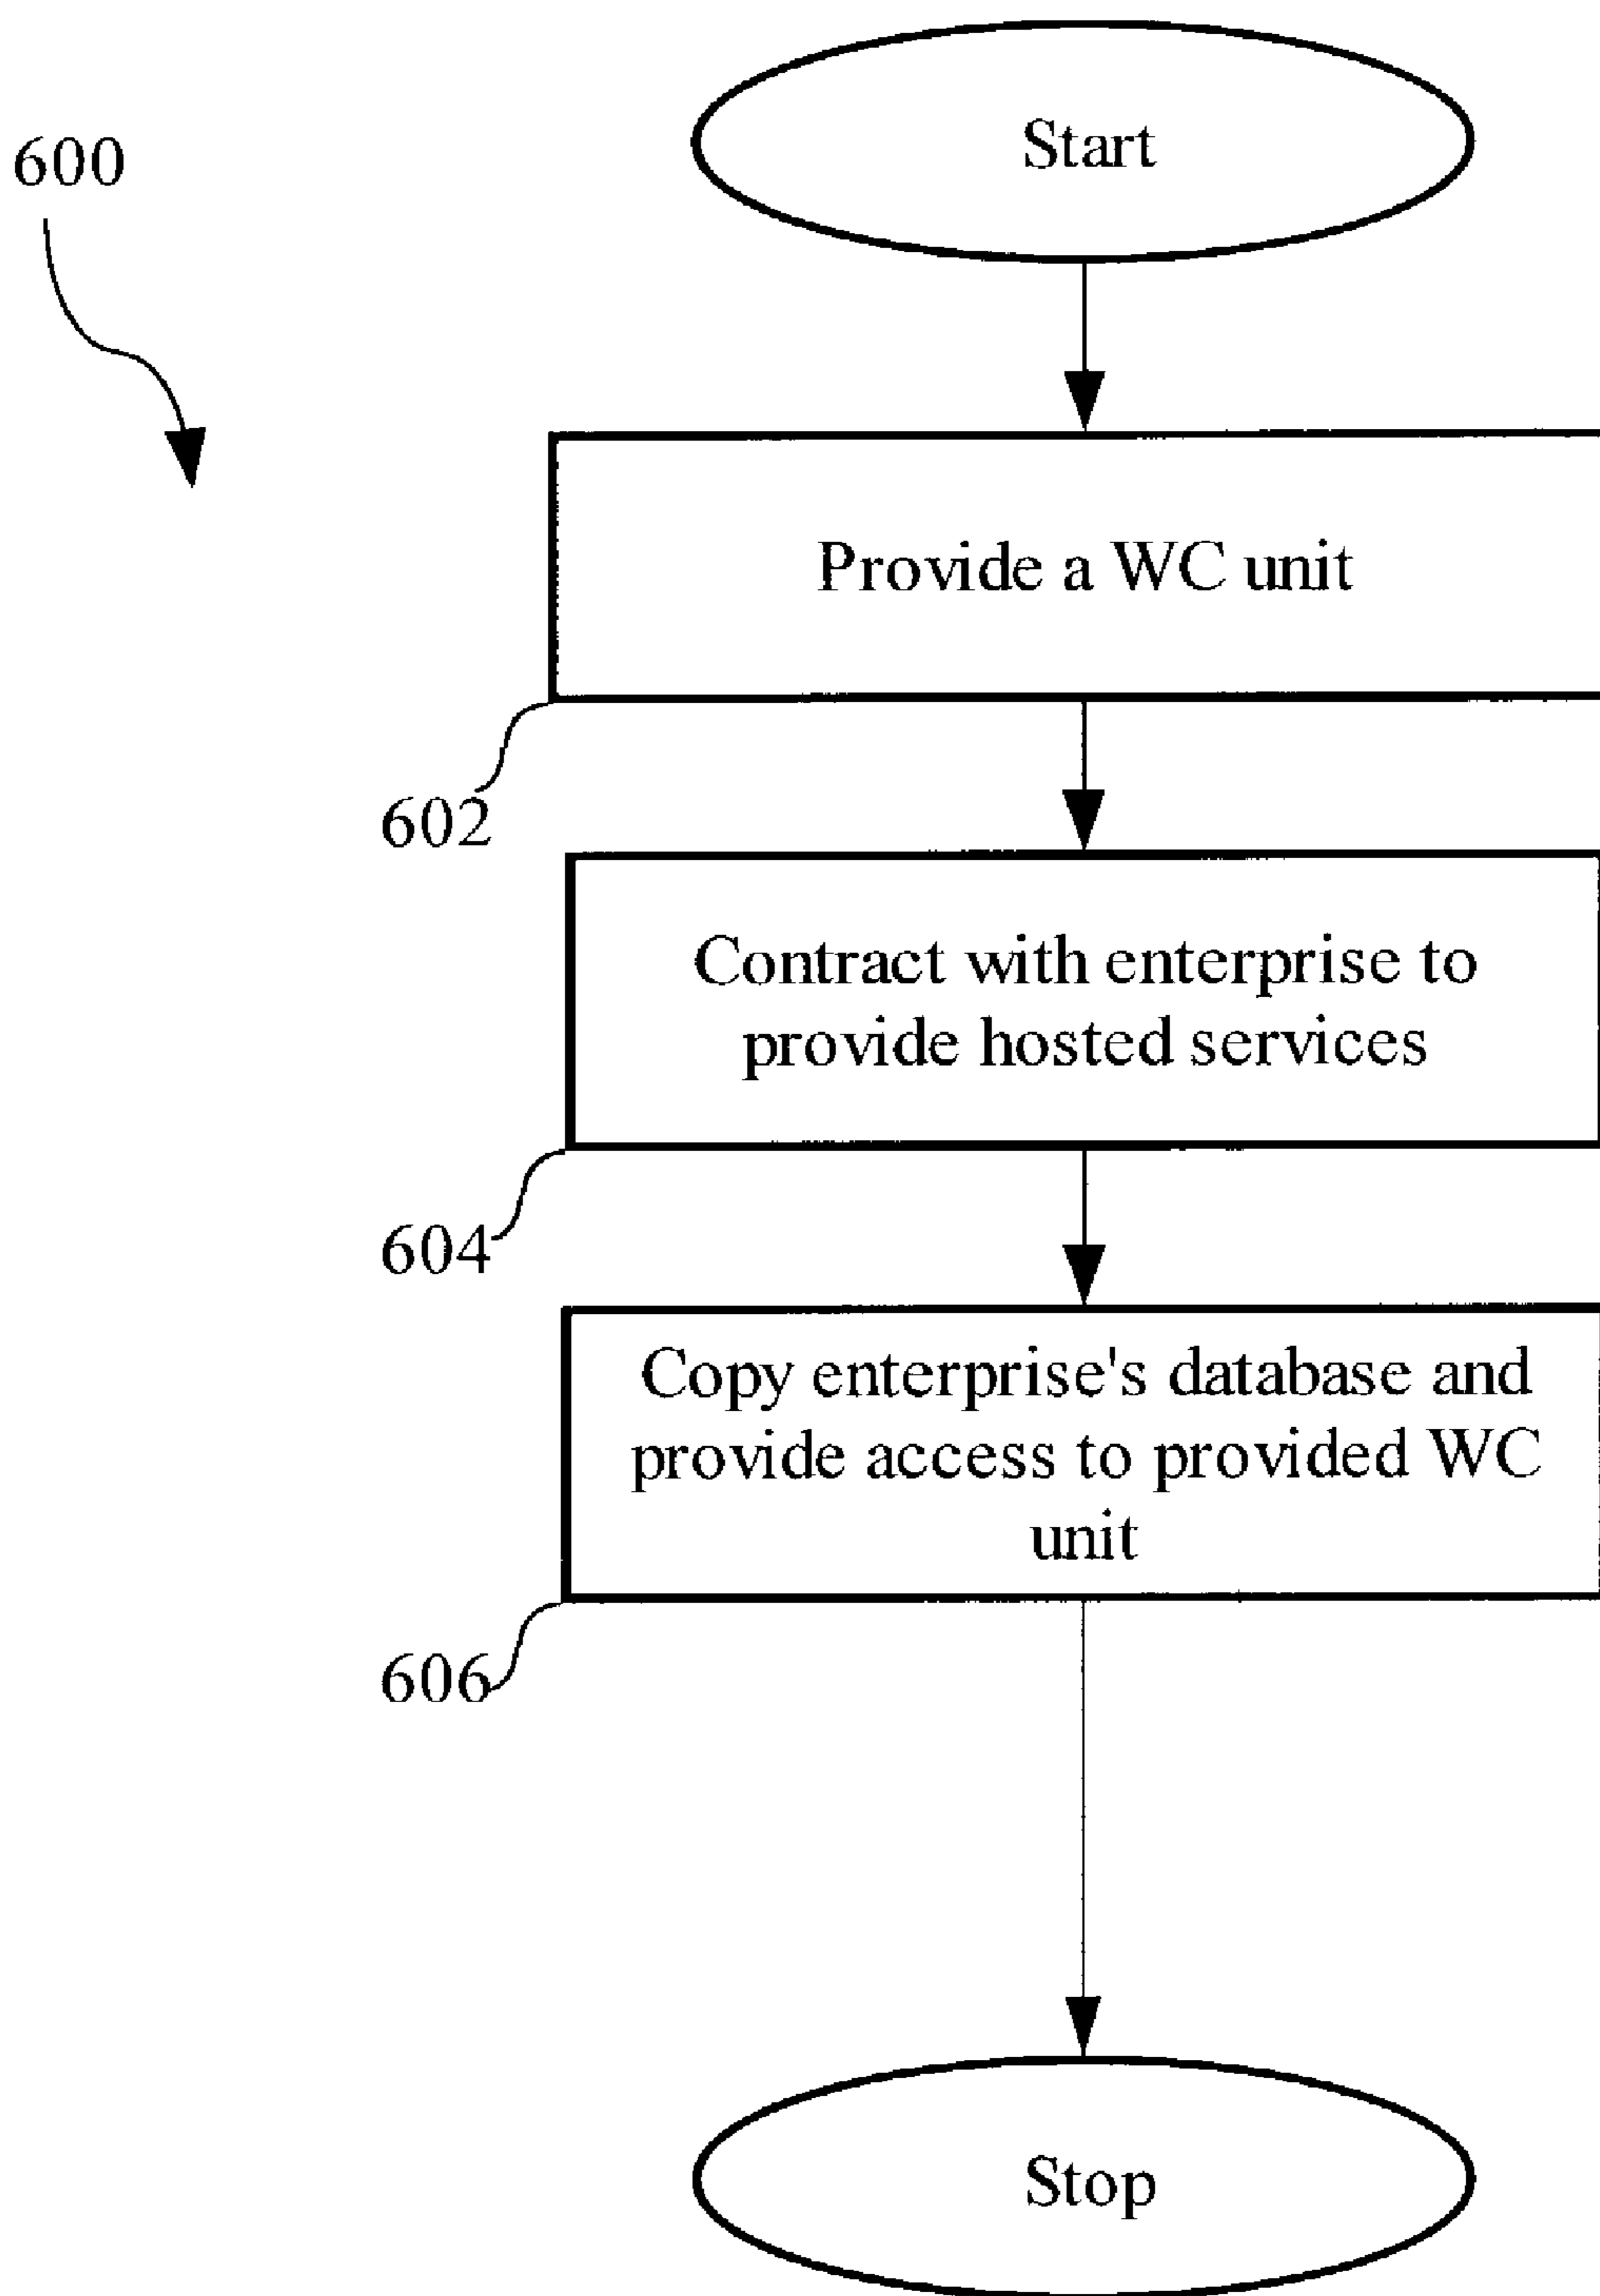 600
Start
Provide a WC unit
602
Contract with enterprise to
provide hosted services
604
Copy enterprise's database and
provide access to provided WC
unit
606
Stop